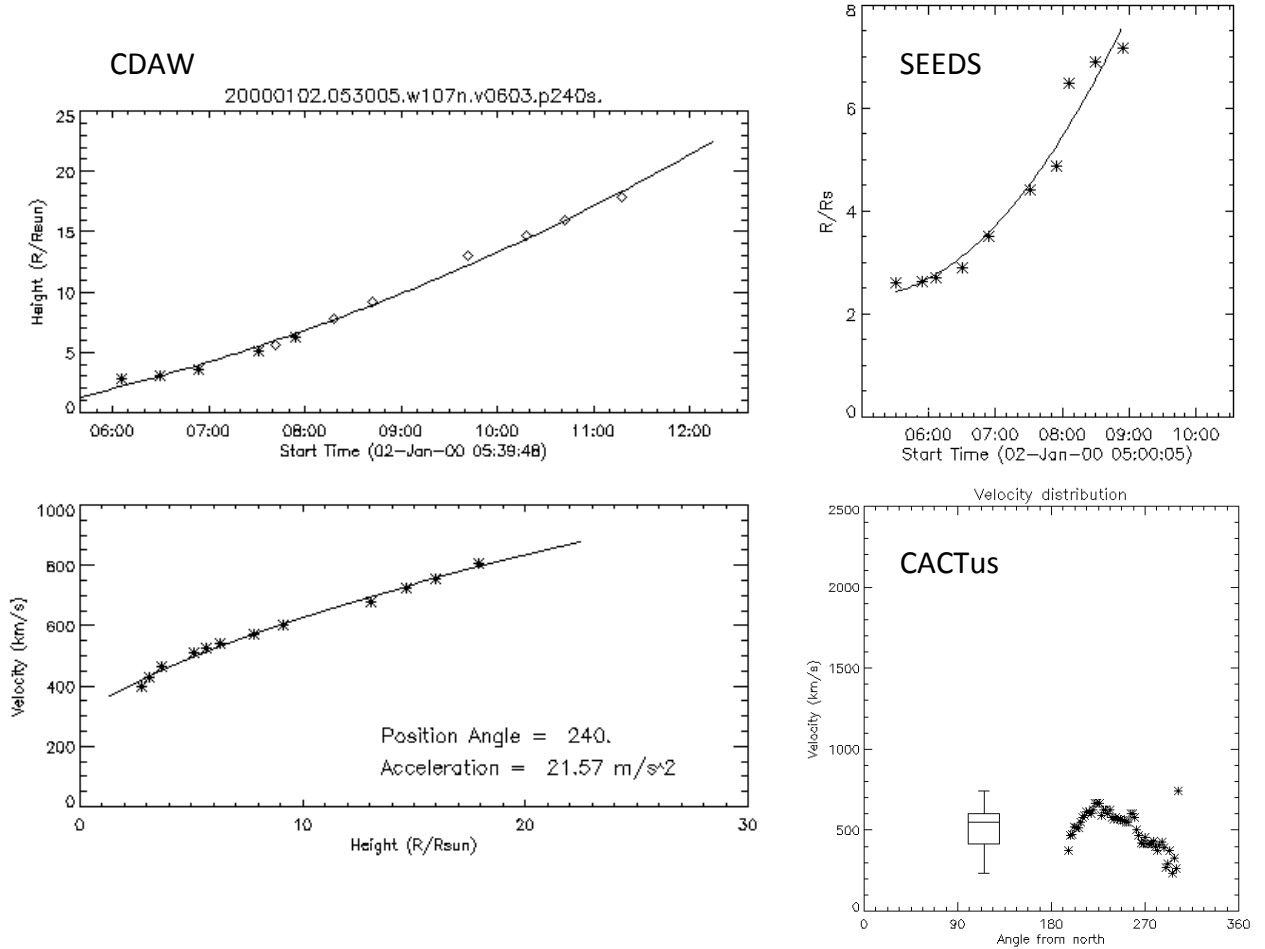 CDAW
20000102.053005.w107n.v0603.p240s.
25
20
15
10
5
0
Height (R/Rsun)
06:00 07:00 08:00 09:00 10:00 11:00 12:00
Start Time (02-Jan-00 05:39:48)
SEEDS
8
6
4
2
0
R/Rs
06:00 07:00 08:00 09:00 10:00
Start Time (02-Jan-00 05:00:05)
1000
800
600
400
200
0
Velocity (km/s)
Position Angle = 240.
Acceleration = 21.57 m/s^2
0 10 20 30
Height (R/Rsun)
Velocity distribution
CACTus
2500
2000
1500
1000
500
0
Velocity (km/s)
0 90 180 270 360
Angle from north